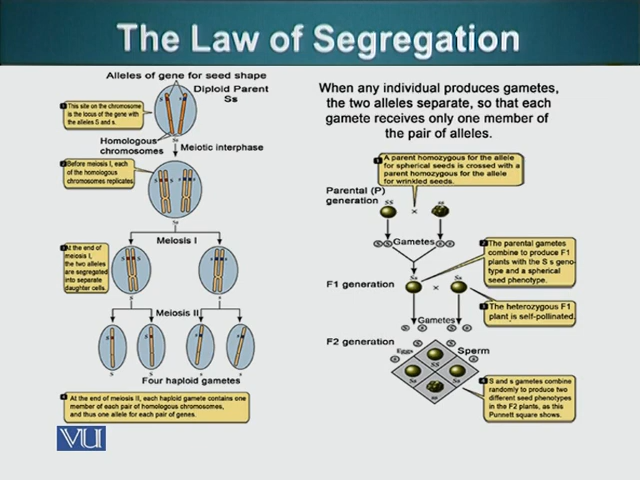 The Law of Segregation
Alleles of gene for seed shape
Diploid Parent
Ss
This site on the chromosome
is the locus of the gene with
the alleles S and s.
Homologous
chromosomes
Ss
Meiotic interphase
Before meiosis I, each
of the homologous
chromosomes replicates.
Ss
Meiosis I
At the end of
meiosis I,
the two alleles
are segregated
into separate
daughter cells.
S
s
Meiosis II
S
S
s
s
Four haploid gametes
At the end of meiosis II, each haploid gamete contains one
member of each pair of homologous chromosomes,
and thus one allele for each pair of genes.
VU
When any individual produces gametes,
the two alleles separate, so that each
gamete receives only one member of
the pair of alleles.
1 A parent homozygous for the allele
for spherical seeds is crossed with a
parent homozygous for the allele
for wrinkled seeds.
Parental (P)
generation
SS
×
ss
S S Gametes s s
The parental gametes
combine to produce F1
plants with the S s geno-
type and a spherical
seed phenotype.
F1 generation
Ss
×
Ss
The heterozygous F1
plant is self-pollinated.
Gametes
S s S s
F2 generation
Eggs
Sperm
S S
s s
SS
Ss Ss
ss
S and s gametes combine
randomly to produce two
different seed phenotypes
in the F2 plants, as this
Punnett square shows.